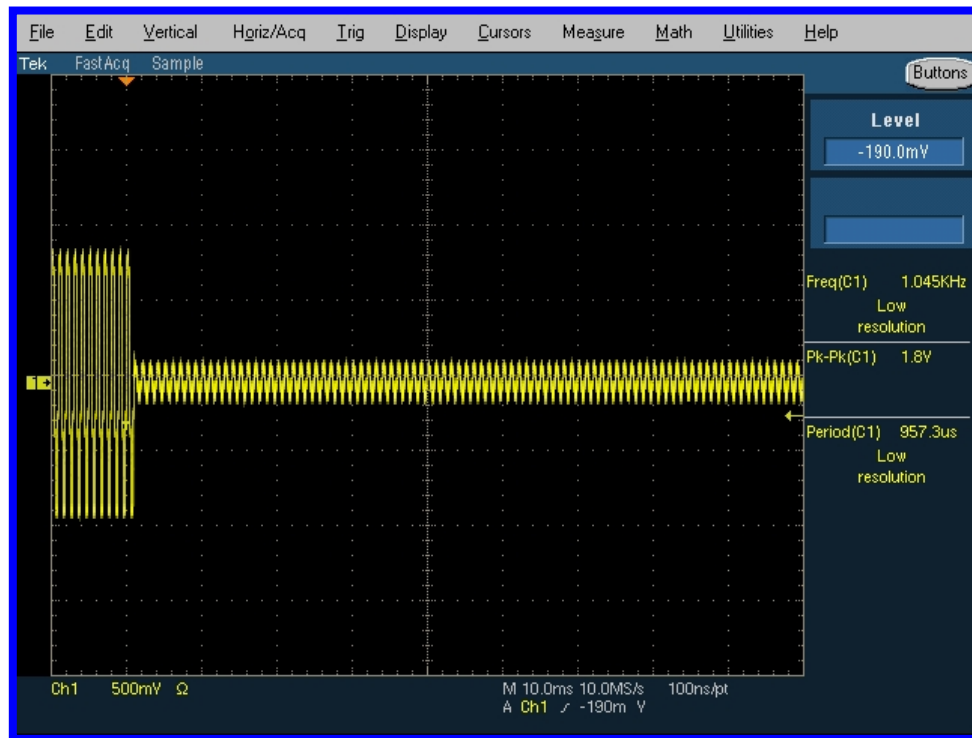 File Edit Vertical Horiz/Acq Trig Display Cursors Measure Math Utilities Help
Tek FastAcq Sample
Buttons
Level
-190.0mV
Freq(C1) 1.045KHz
Low
resolution
Pk-Pk(C1) 1.8V
1
Period(C1) 957.3us
Low
resolution
Ch1 500mV Ω M 10.0ms 10.0MS/s 100ns/pt
A Ch1 -190m V